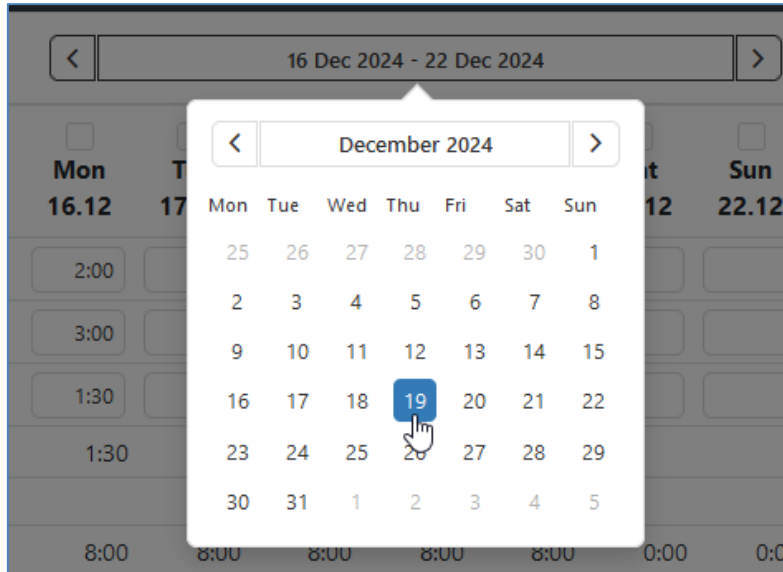 16 Dec 2024 - 22 Dec 2024
December 2024
Mon T t Sun
16.12 17 12 22.12
Mon Tue Wed Thu Fri Sat Sun
25 26 27 28 29 30 1
2:00
2 3 4 5 6 7 8
3:00
9 10 11 12 13 14 15
1:30
16 17 18 19 20 21 22
1:30
23 24 25 26 27 28 29
30 31 1 2 3 4 5
8:00 8:00 8:00 8:00 8:00 0:00 0:0